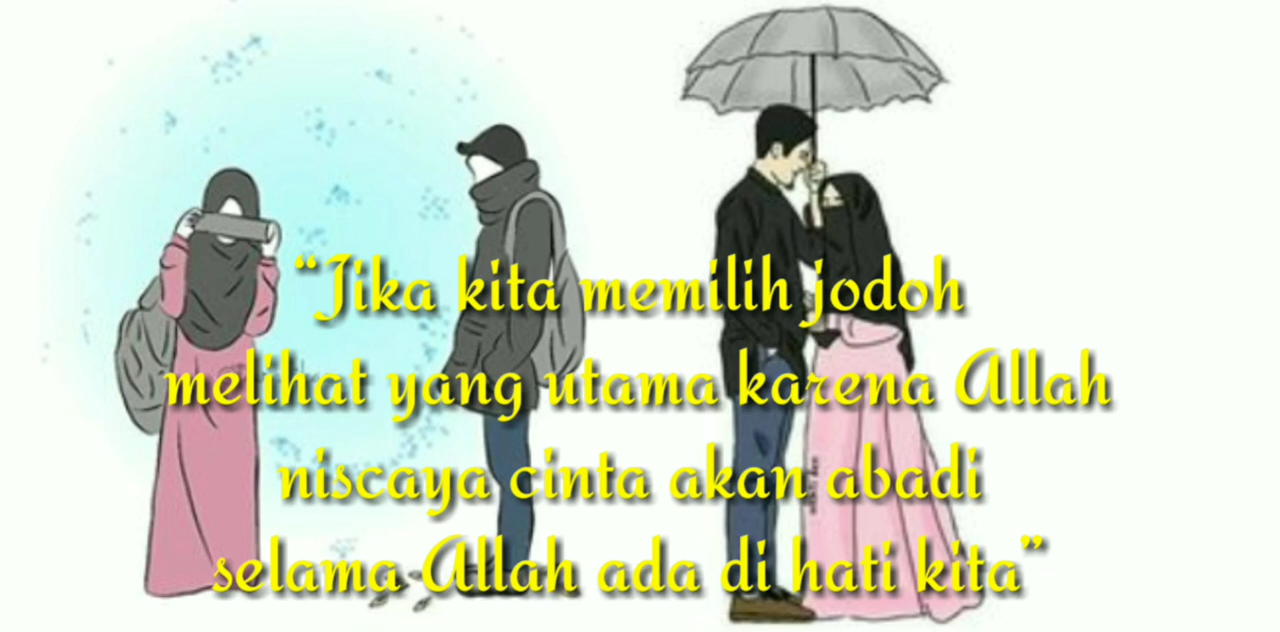 “Jika kita memilih jodoh
melihat yang utama karena Allah
niscaya cinta akan abadi
selama Allah ada di hati kita”